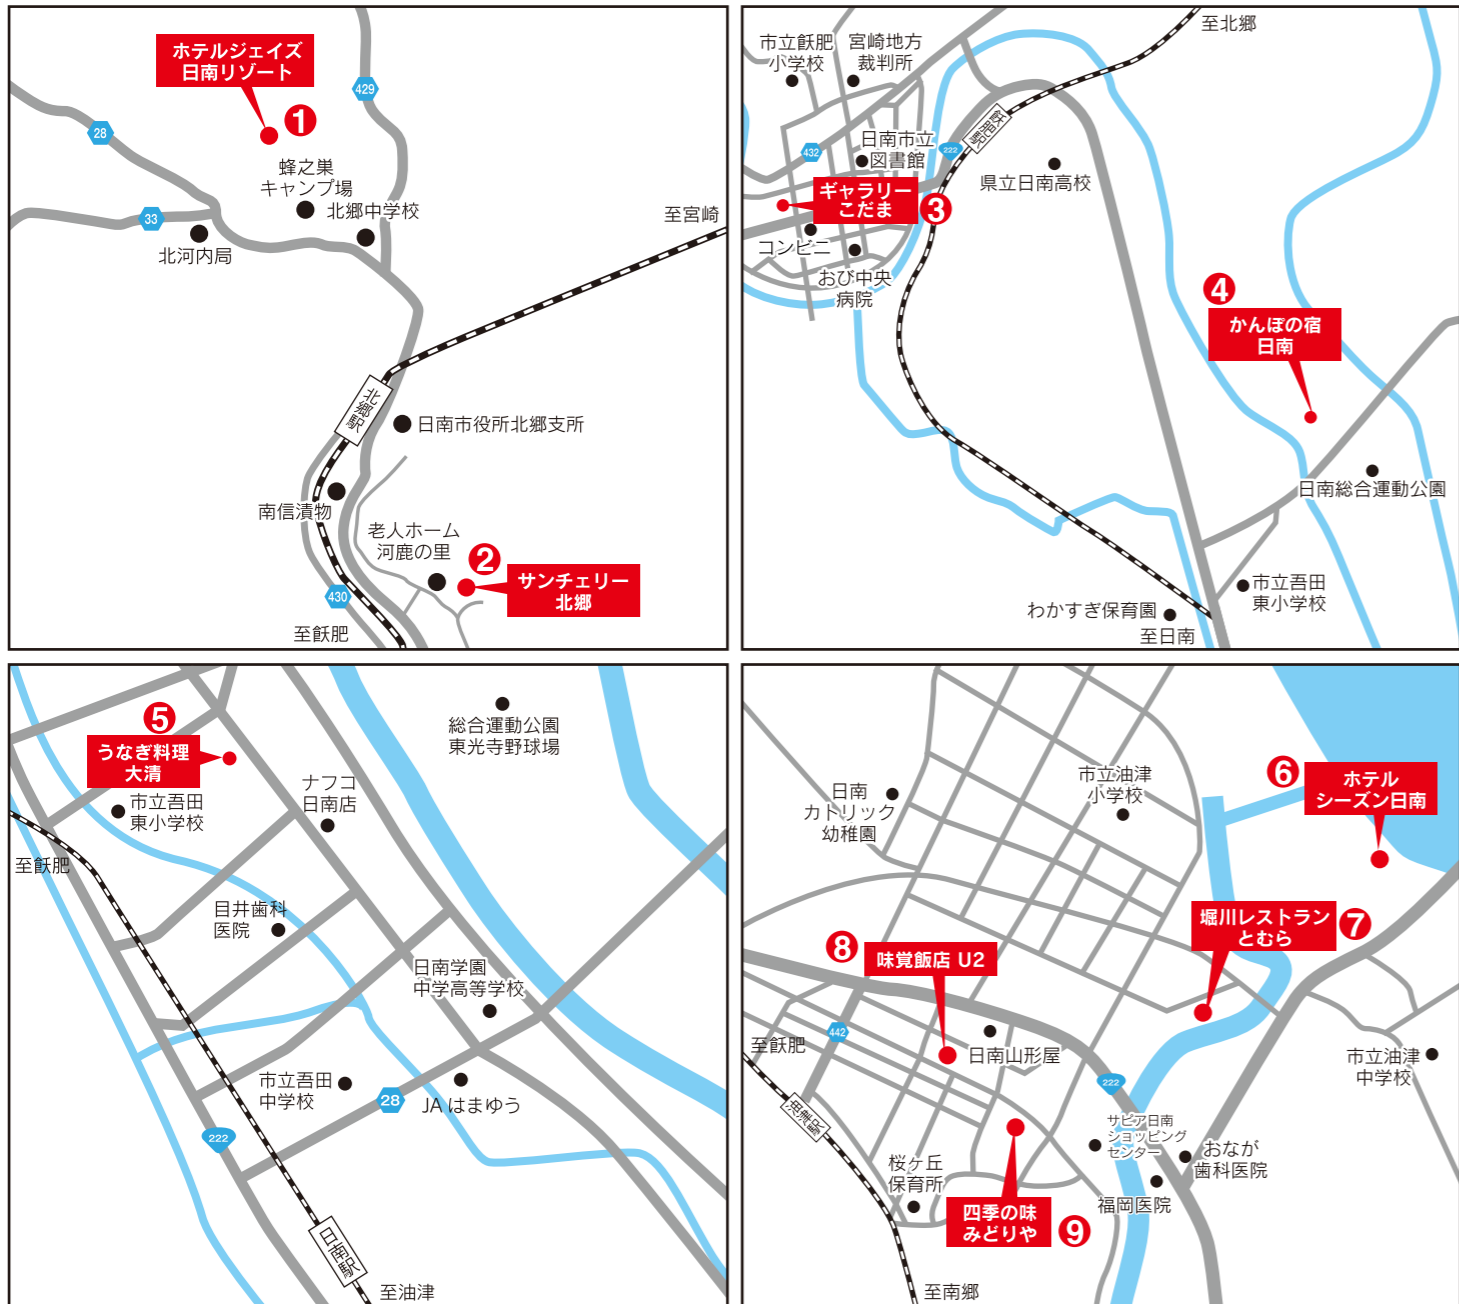 ホテルジェイズ
日南リゾート
❶
429
28
蜂之巣
キャンプ場
北郷中学校
33
北河内局
至宮崎
北郷駅
日南市役所北郷支所
南信漬物
老人ホーム
河鹿の里
❷
サンチェリー
北郷
430
至飫肥
至北郷
市立飫肥
小学校
宮崎地方
裁判所
飫肥駅
222
432
日南市立
図書館
県立日南高校
ギャラリー
こだま
❸
コンビニ
おび中央
病院
❹
かんぽの宿
日南
日南総合運動公園
市立吾田
東小学校
わかすぎ保育園
至日南
❺
うなぎ料理
大清
総合運動公園
東光寺野球場
ナフコ
日南店
市立吾田
東小学校
至飫肥
目井歯科
医院
日南学園
中学高等学校
市立吾田
中学校
28
JA はまゆう
222
日南駅
至油津
❻
ホテル
シーズン日南
市立油津
小学校
日南
カトリック
幼稚園
堀川レストラン
とむら
❼
❽
味覚飯店 U2
442
至飫肥
日南山形屋
市立油津
中学校
222
油津駅
サピア日南
ショッピング
センター
おなが
歯科医院
桜ヶ丘
保育所
福岡医院
四季の味
みどりや
❾
至南郷